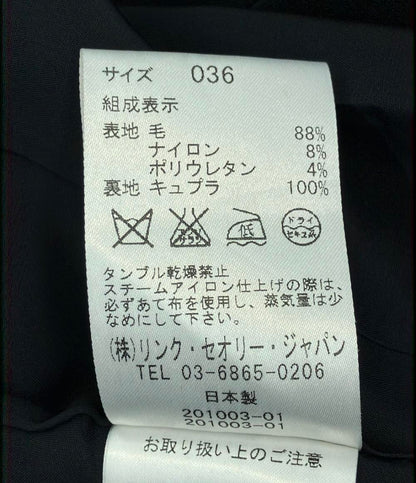 サイズ 036
組成表示
表地 毛 88%
ナイロン 8%
ポリウレタン 4%
裏地 キュプラ 100%
低 ドライ
セキユ系
タンブル乾燥禁止
スチームアイロン仕上げの際は、
必ずあて布を使用し、蒸気量は少
なめにして下さい。
(株)リンク・セオリー・ジャパン
TEL 03-6865-0206
日本製
201003-01
201003-01
お取り扱い上のご注意